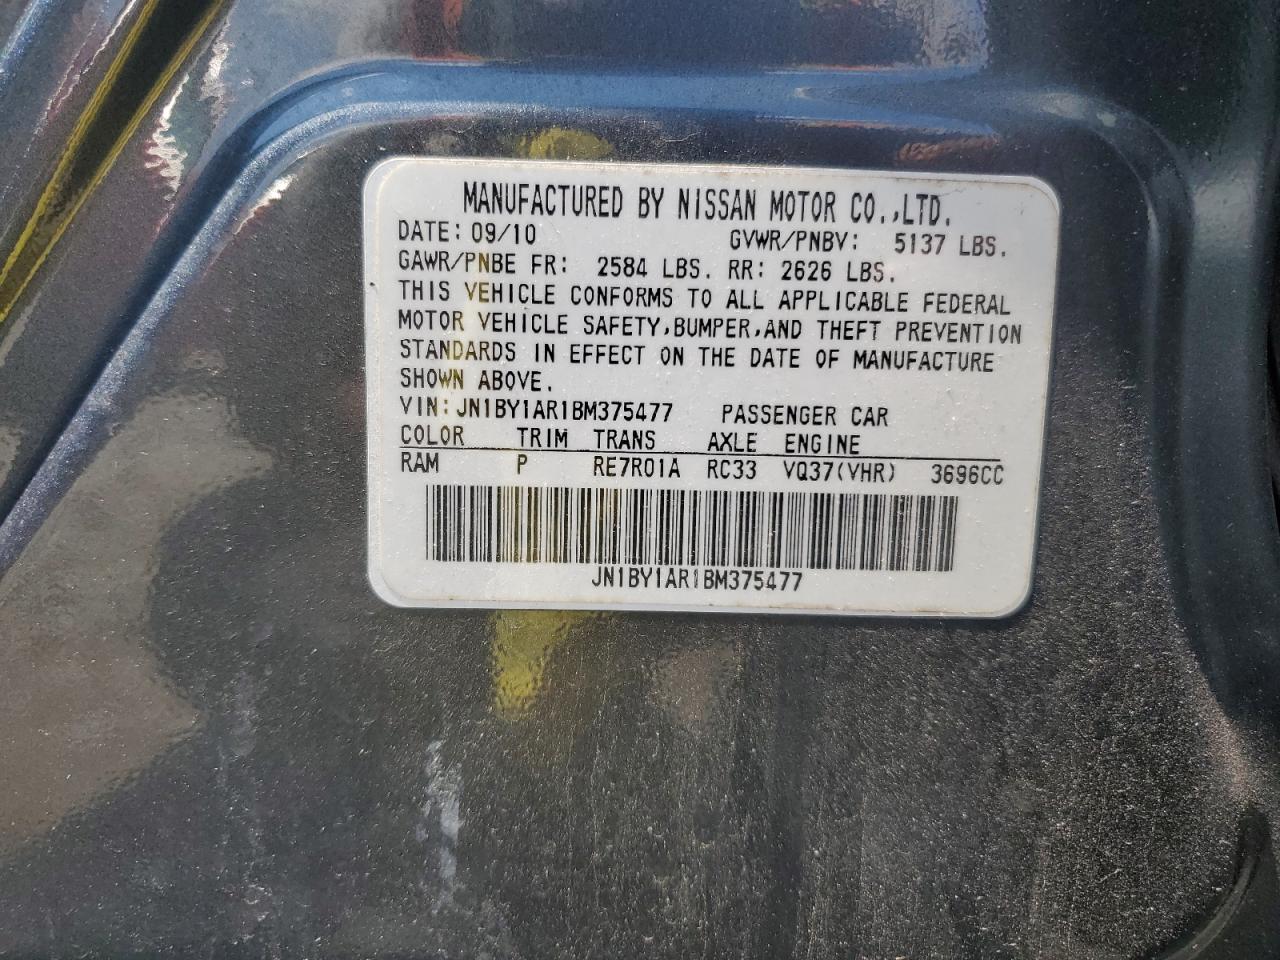 MANUFACTURED BY NISSAN MOTOR CO.,LTD.
DATE: 09/10 GVWR/PNBV: 5137 LBS.
GAWR/PNBE FR: 2584 LBS. RR: 2626 LBS.
THIS VEHICLE CONFORMS TO ALL APPLICABLE FEDERAL
MOTOR VEHICLE SAFETY,BUMPER,AND THEFT PREVENTION
STANDARDS IN EFFECT ON THE DATE OF MANUFACTURE
SHOWN ABOVE.
VIN:JN1BY1AR1BM375477 PASSENGER CAR
COLOR TRIM TRANS AXLE ENGINE
RAM P RE7R01A RC33 VQ37(VHR) 3696CC
JN1BY1AR1BM375477